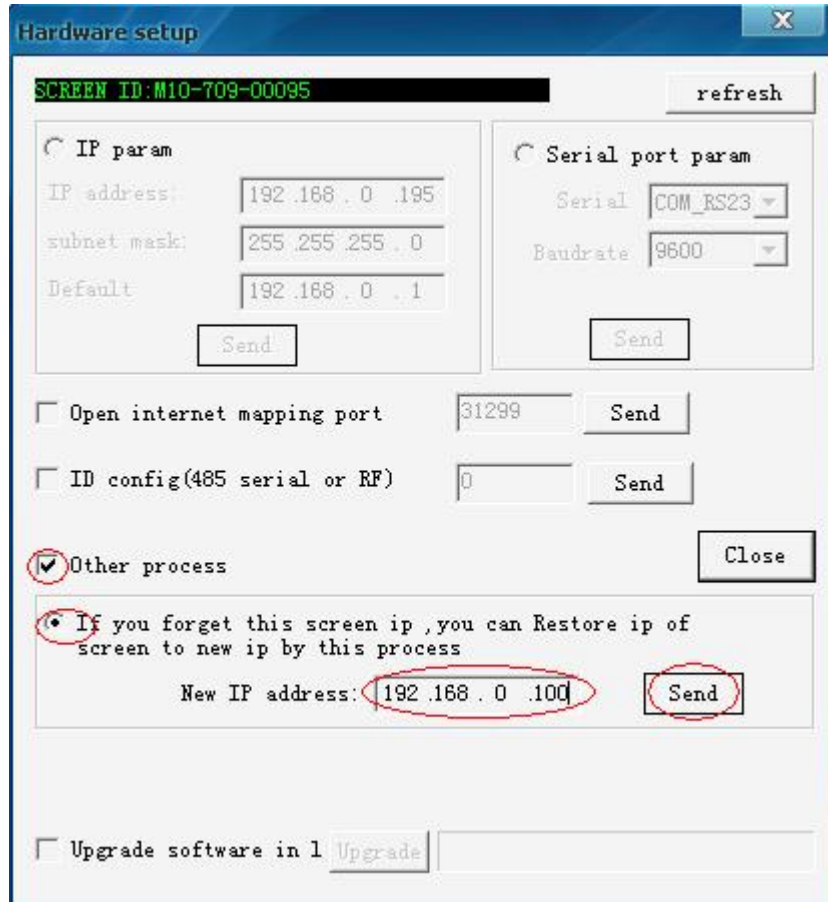 Hardware setup
SCREEN ID:M10-709-00095
refresh
IP param
IP address:
192 .168 . 0 .195
subnet mask:
255 .255 .255 . 0
Default
192 .168 . 0 . 1
Send
Serial port param
Serial
COM_RS23
Baudrate
9600
Send
Open internet mapping port
31299
Send
ID config(485 serial or RF)
0
Send
Other process
Close
If you forget this screen ip ,you can Restore ip of
screen to new ip by this process
New IP address:
192 .168 . 0 .100
Send
Upgrade software in l
Upgrade